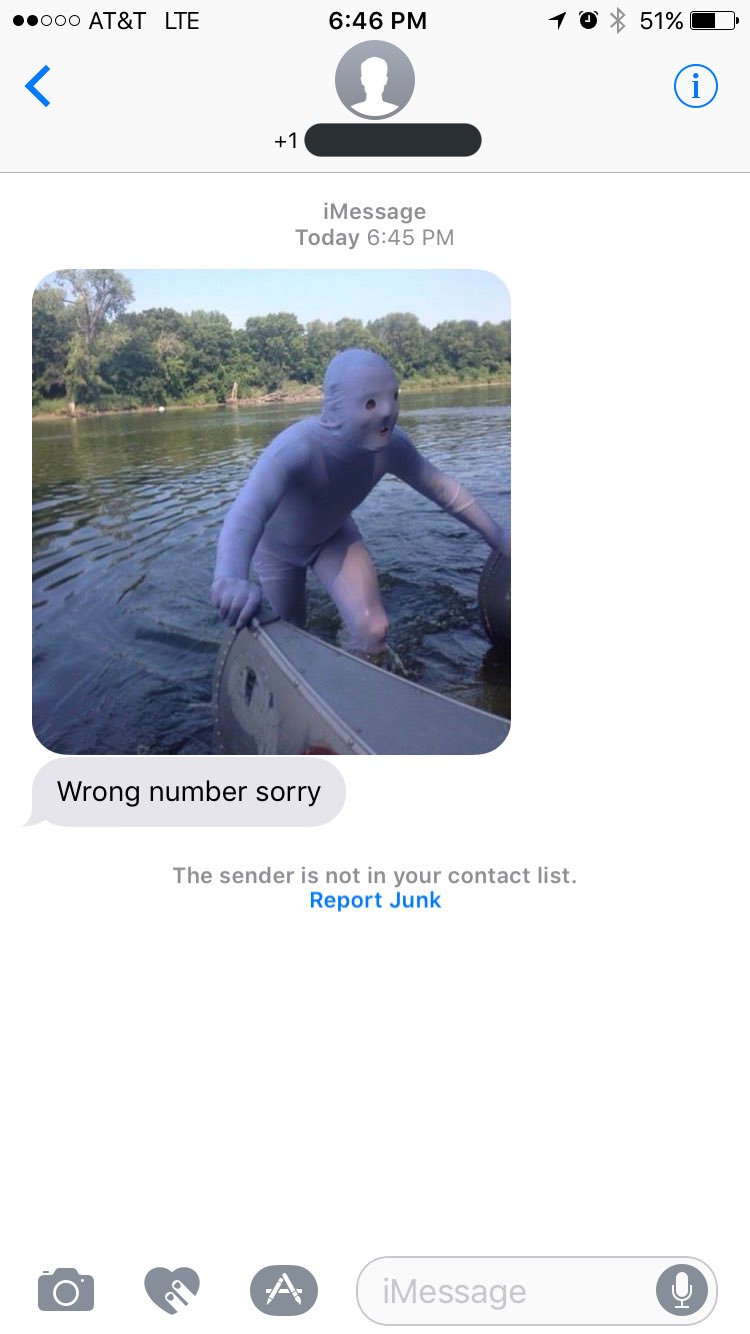 AT&T LTE 6:46 PM 51%
+1
iMessage
Today 6:45 PM
Wrong number sorry
The sender is not in your contact list.
Report Junk
iMessage